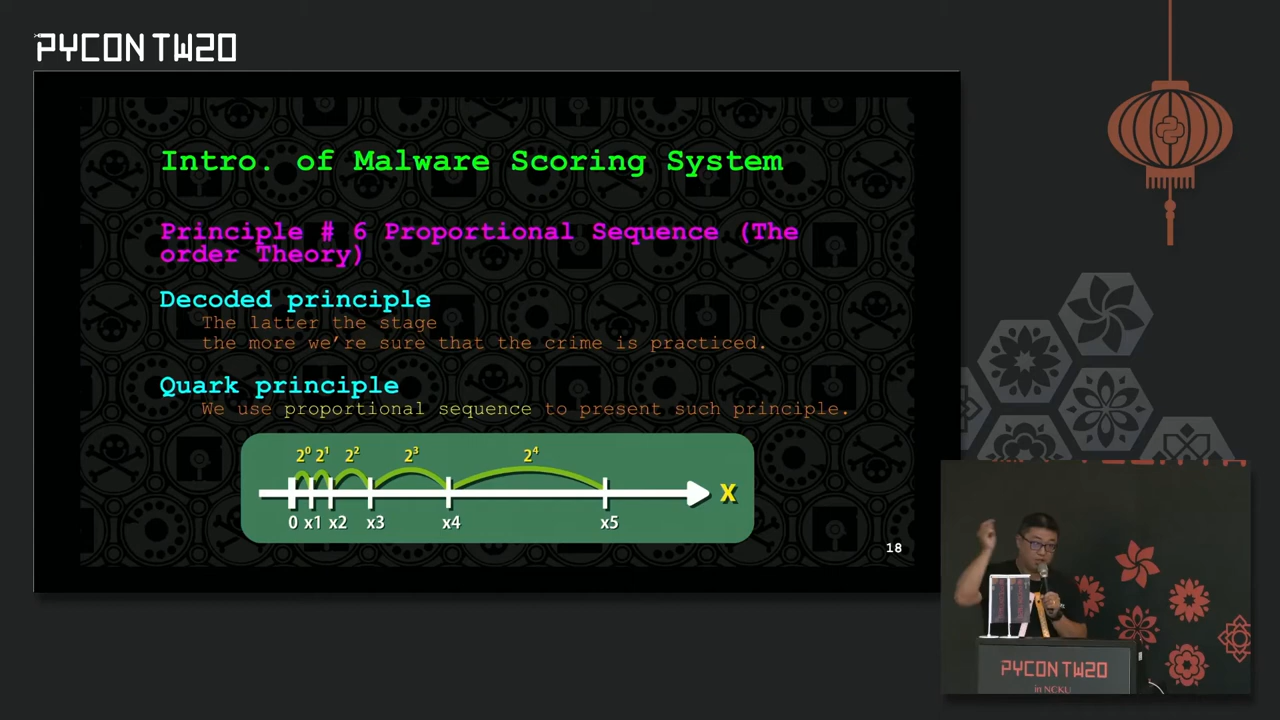 PYCON TW20
Intro. of Malware Scoring System
Principle # 6 Proportional Sequence (The
order Theory)
Decoded principle
The latter the stage
the more we're sure that the crime is practiced.
Quark principle
We use proportional sequence to present such principle.
2⁰ 2¹ 2² 2³ 2⁴
X
0 x1 x2 x3 x4 x5
18
PYCON TW20
in NCKU